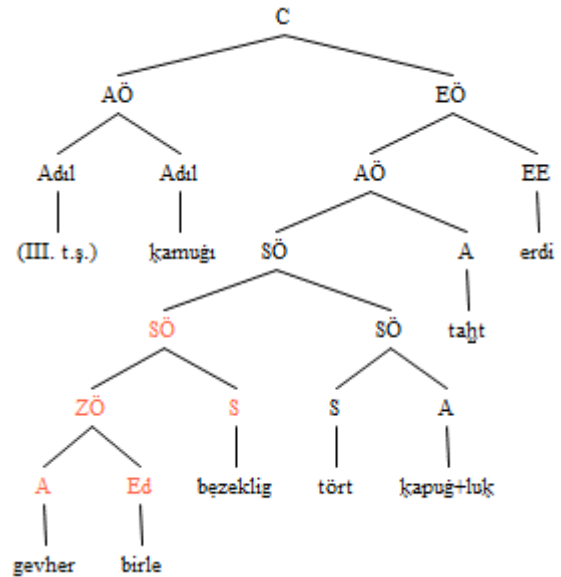 C
AÖ EÖ
Adıl Adıl AÖ EE
(III. t.ş.) ḳamuġı SÖ A erdi
SÖ SÖ taḫt
ZÖ S S A
A Ed bẹzeklig tört ḳapuġ+luḳ
gevher birle